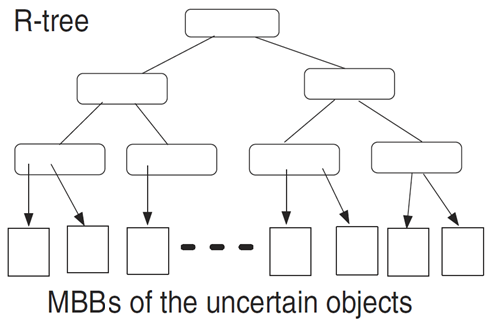 R-tree
MBBs of the uncertain objects